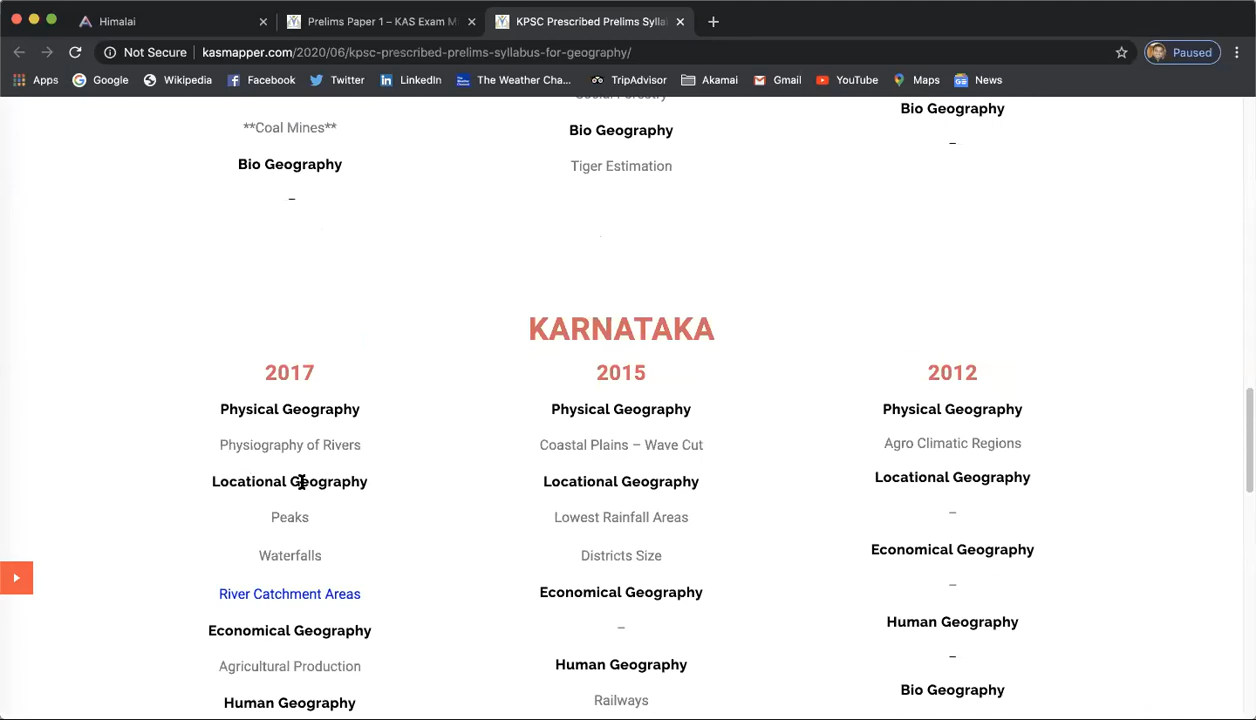 Himalai
Prelims Paper 1 – KAS Exam M
KPSC Prescribed Prelims Sylla
Not Secure
kasmapper.com/2020/06/kpsc-prescribed-prelims-syllabus-for-geography/
Paused
Apps
Google
Wikipedia
Facebook
Twitter
LinkedIn
The Weather Cha...
TripAdvisor
Akamai
Gmail
YouTube
Maps
News
**Coal Mines**
Bio Geography
–
Social Forestry
Bio Geography
Tiger Estimation
Bio Geography
–
KARNATAKA
2017
Physical Geography
Physiography of Rivers
Locational Geography
Peaks
Waterfalls
River Catchment Areas
Economical Geography
Agricultural Production
Human Geography
2015
Physical Geography
Coastal Plains – Wave Cut
Locational Geography
Lowest Rainfall Areas
Districts Size
Economical Geography
–
Human Geography
Railways
2012
Physical Geography
Agro Climatic Regions
Locational Geography
–
Economical Geography
–
Human Geography
–
Bio Geography